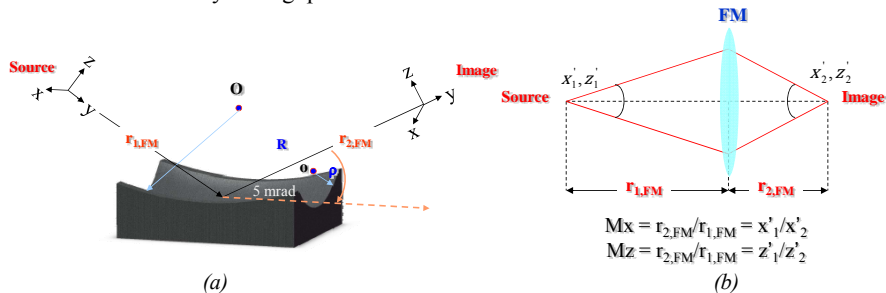 FM
Source
z
x
y
O
z
Image
y
x
r1,FM
R
r2,FM
o
ρ
5 mrad
x'1, z'1
x'2, z'2
Source
Image
r1,FM
r2,FM
Mx = r2,FM/r1,FM = x'1/x'2
Mz = r2,FM/r1,FM = z'1/z'2
(a)
(b)